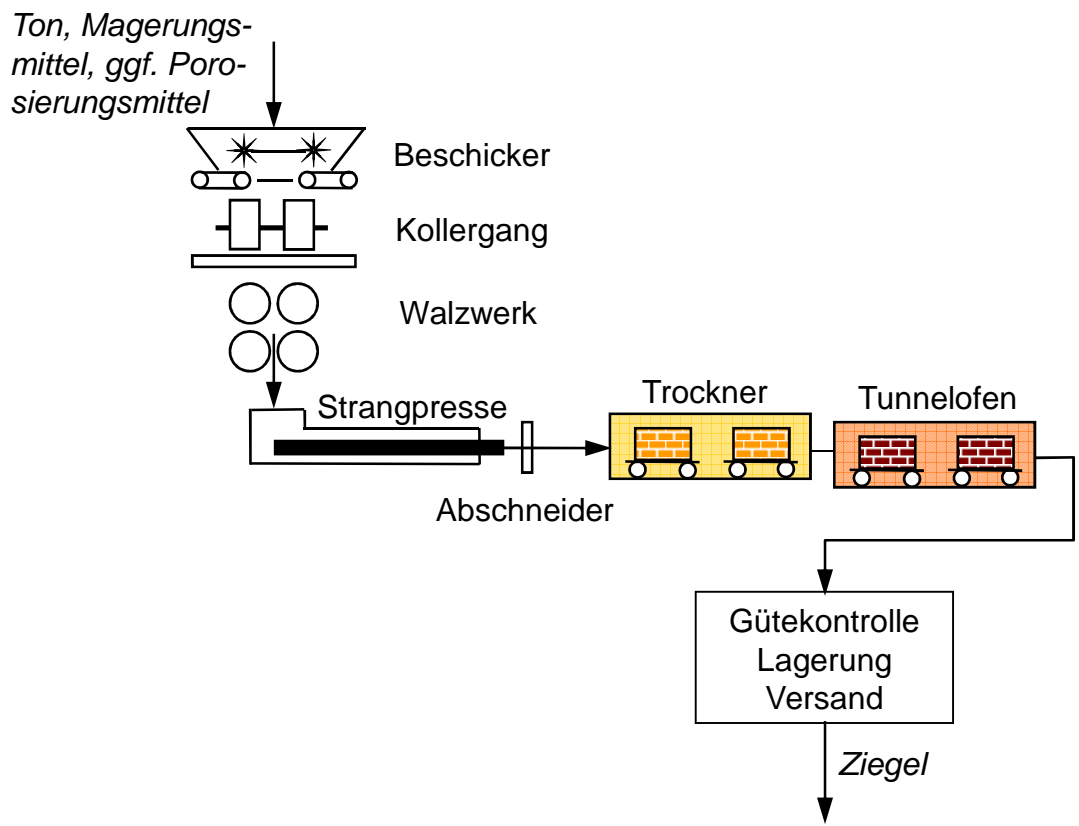 Ton, Magerungs-
mittel, ggf. Poro-
sierungsmittel
Beschicker
Kollergang
Walzwerk
Strangpresse
Abschneider
Trockner
Tunnelofen
Gütekontrolle
Lagerung
Versand
Ziegel